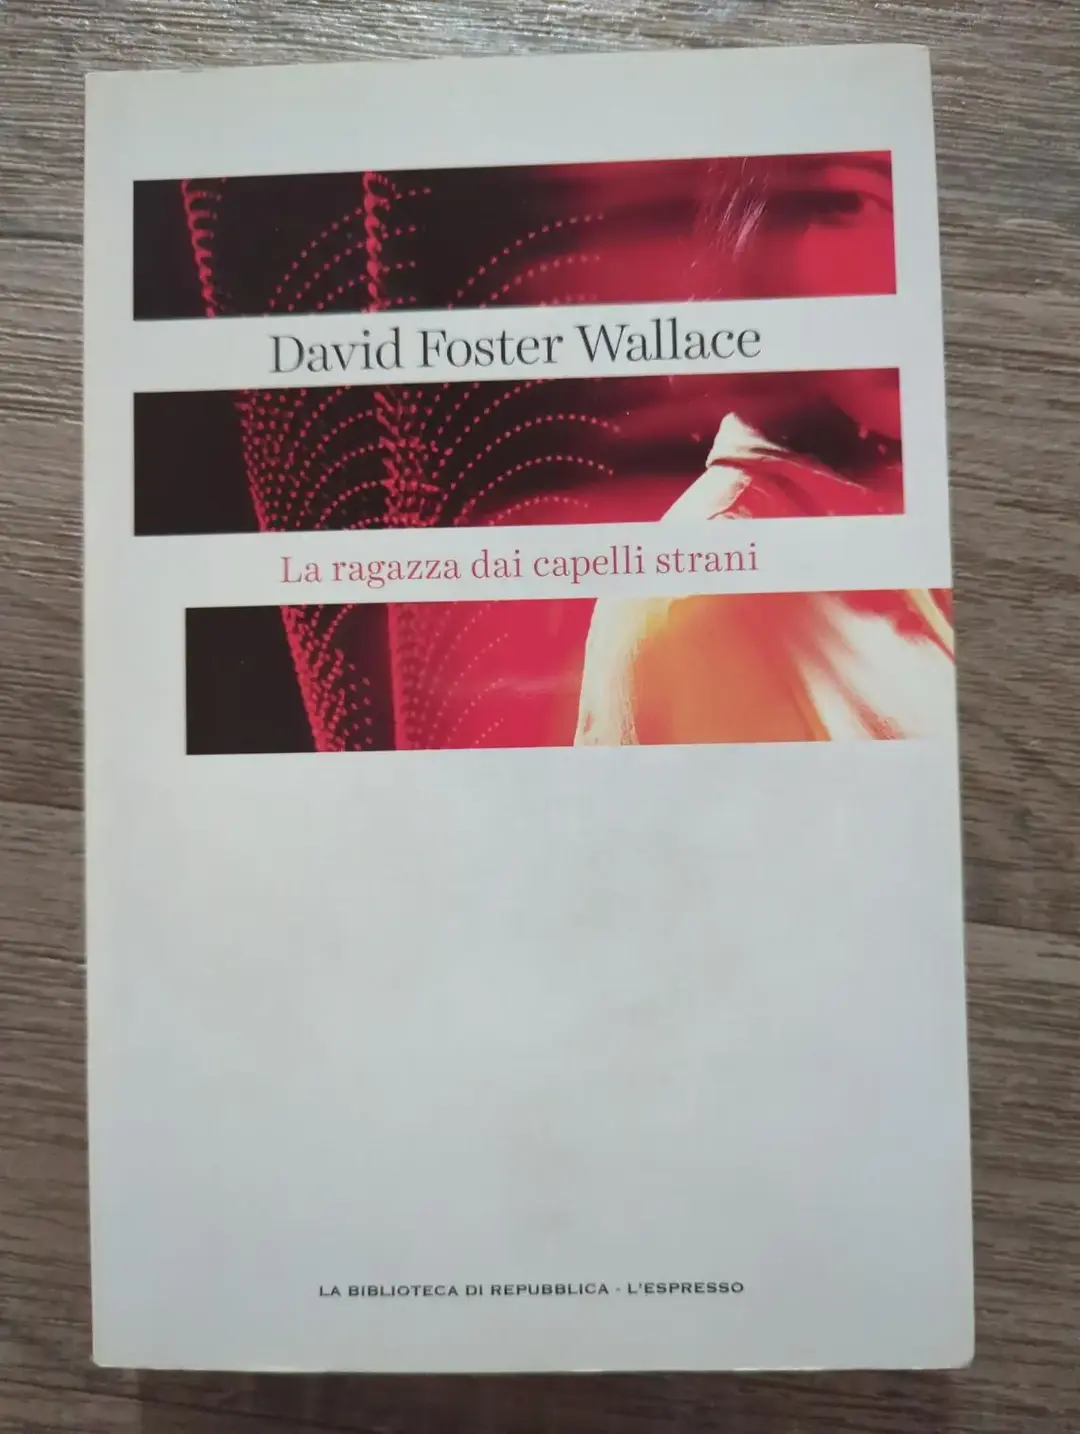 David Foster Wallace
La ragazza dai capelli strani
LA BIBLIOTECA DI REPUBBLICA - L'ESPRESSO